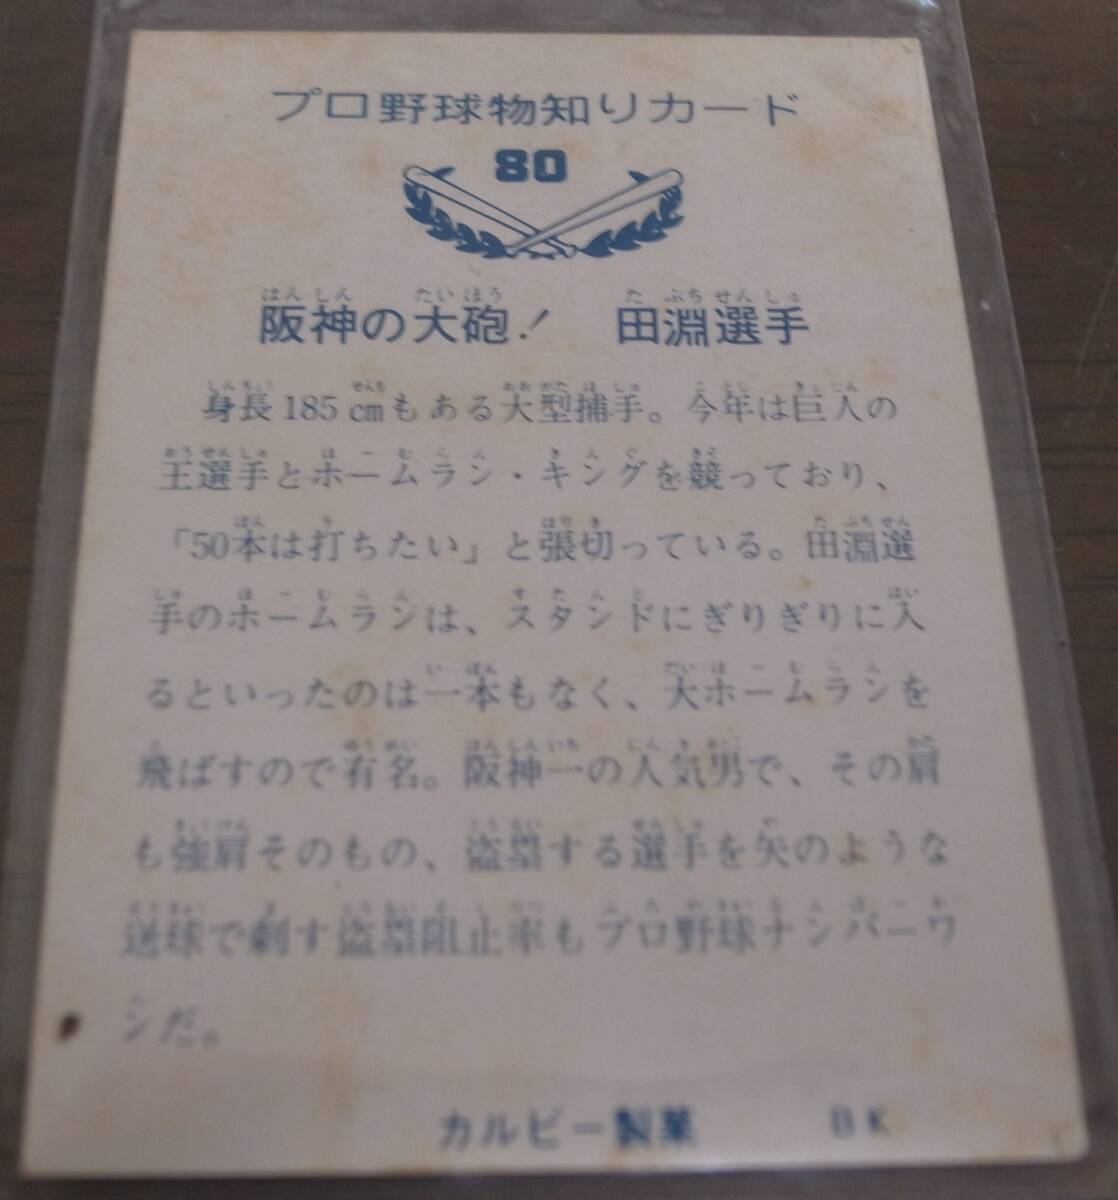 プロ野球物知りカード
80
阪神の大砲！　田淵選手
身長185cmもある大型捕手。今年は巨人の
王選手とホームラン・キングを競っており、
「50本は打ちたい」と張切っている。田淵選
手のホームランは、スタンドにぎりぎりに入
るといったのは一本もなく、大ホームランを
飛ばすので有名。阪神一の人気男で、その肩
も強肩そのもの、盗塁する選手を矢のような
送球で刺す盗塁阻止率もプロ野球ナンバーワ
ンだ。
カルビー製菓　BK